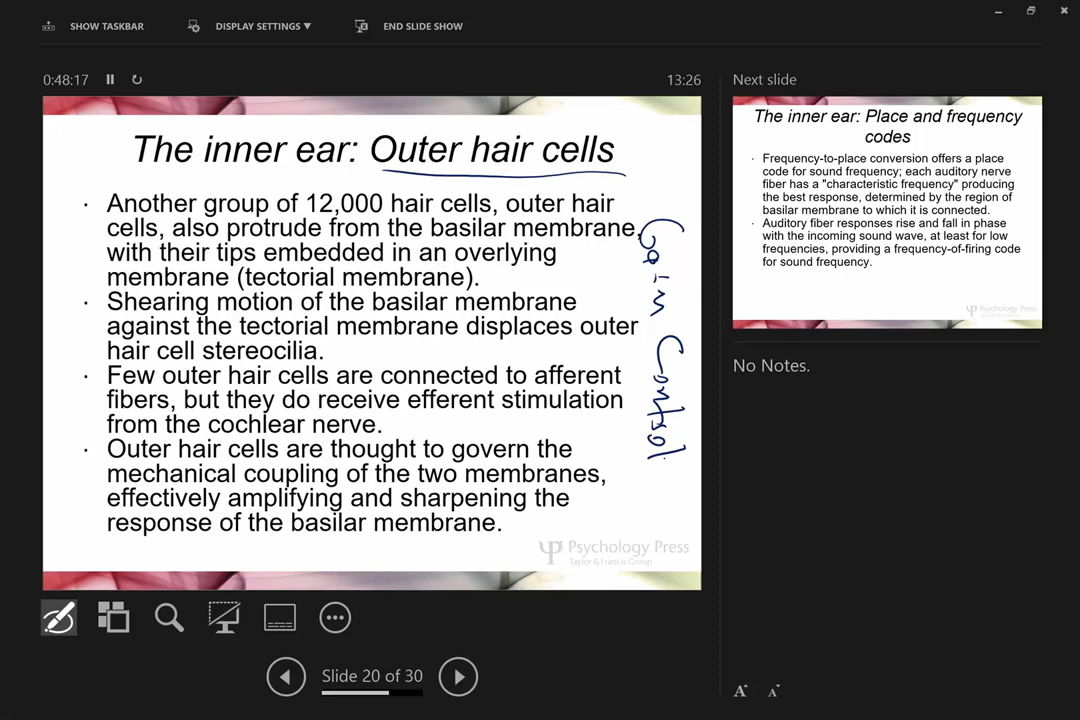 SHOW TASKBAR
DISPLAY SETTINGS ▼
END SLIDE SHOW
0:48:17
13:26
The inner ear: Outer hair cells
· Another group of 12,000 hair cells, outer hair
cells, also protrude from the basilar membrane,
with their tips embedded in an overlying
membrane (tectorial membrane).
· Shearing motion of the basilar membrane
against the tectorial membrane displaces outer
hair cell stereocilia.
· Few outer hair cells are connected to afferent
fibers, but they do receive efferent stimulation
from the cochlear nerve.
· Outer hair cells are thought to govern the
mechanical coupling of the two membranes,
effectively amplifying and sharpening the
response of the basilar membrane.
Gain Control
Psychology Press
Taylor & Francis Group
Slide 20 of 30
Next slide
The inner ear: Place and frequency
codes
· Frequency-to-place conversion offers a place
code for sound frequency; each auditory nerve
fiber has a "characteristic frequency" producing
the best response, determined by the region of
basilar membrane to which it is connected.
· Auditory fiber responses rise and fall in phase
with the incoming sound wave, at least for low
frequencies, providing a frequency-of-firing code
for sound frequency.
Psychology Press
No Notes.
A A